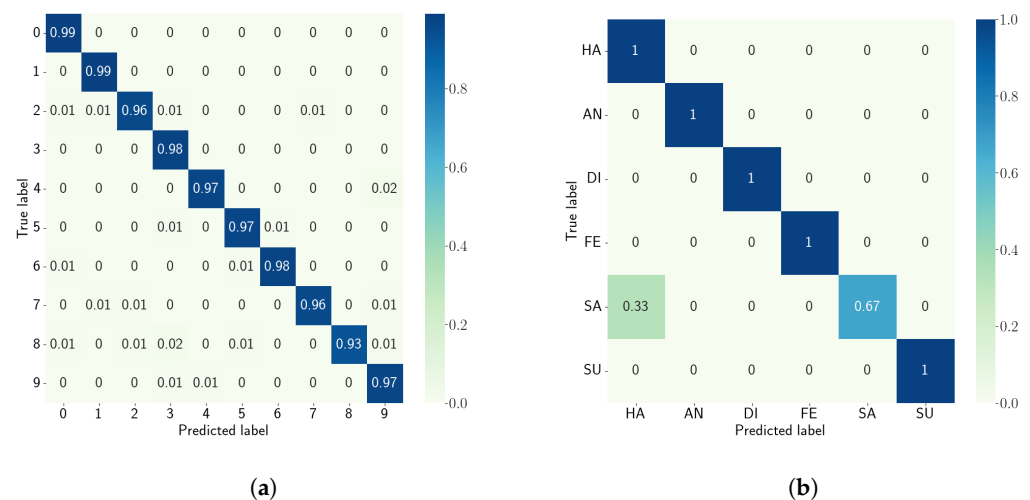 0 0.99 0 0 0 0 0 0 0 0 0
1 0 0.99 0 0 0 0 0 0 0 0
2 0.01 0.01 0.96 0.01 0 0 0 0.01 0 0
3 0 0 0 0.98 0 0 0 0 0 0
4 0 0 0 0 0.97 0 0 0 0 0.02
5 0 0 0 0.01 0 0.97 0.01 0 0 0
6 0.01 0 0 0 0 0.01 0.98 0 0 0
7 0 0.01 0.01 0 0 0 0 0.96 0 0.01
8 0.01 0 0.01 0.02 0 0.01 0 0 0.93 0.01
9 0 0 0 0.01 0.01 0 0 0 0 0.97
0 1 2 3 4 5 6 7 8 9
Predicted label
True label
0.8
0.6
0.4
0.2
0.0
(a)
HA 1 0 0 0 0 0
AN 0 1 0 0 0 0
DI 0 0 1 0 0 0
FE 0 0 0 1 0 0
SA 0.33 0 0 0 0.67 0
SU 0 0 0 0 0 1
HA AN DI FE SA SU
Predicted label
True label
1.0
0.8
0.6
0.4
0.2
0.0
(b)